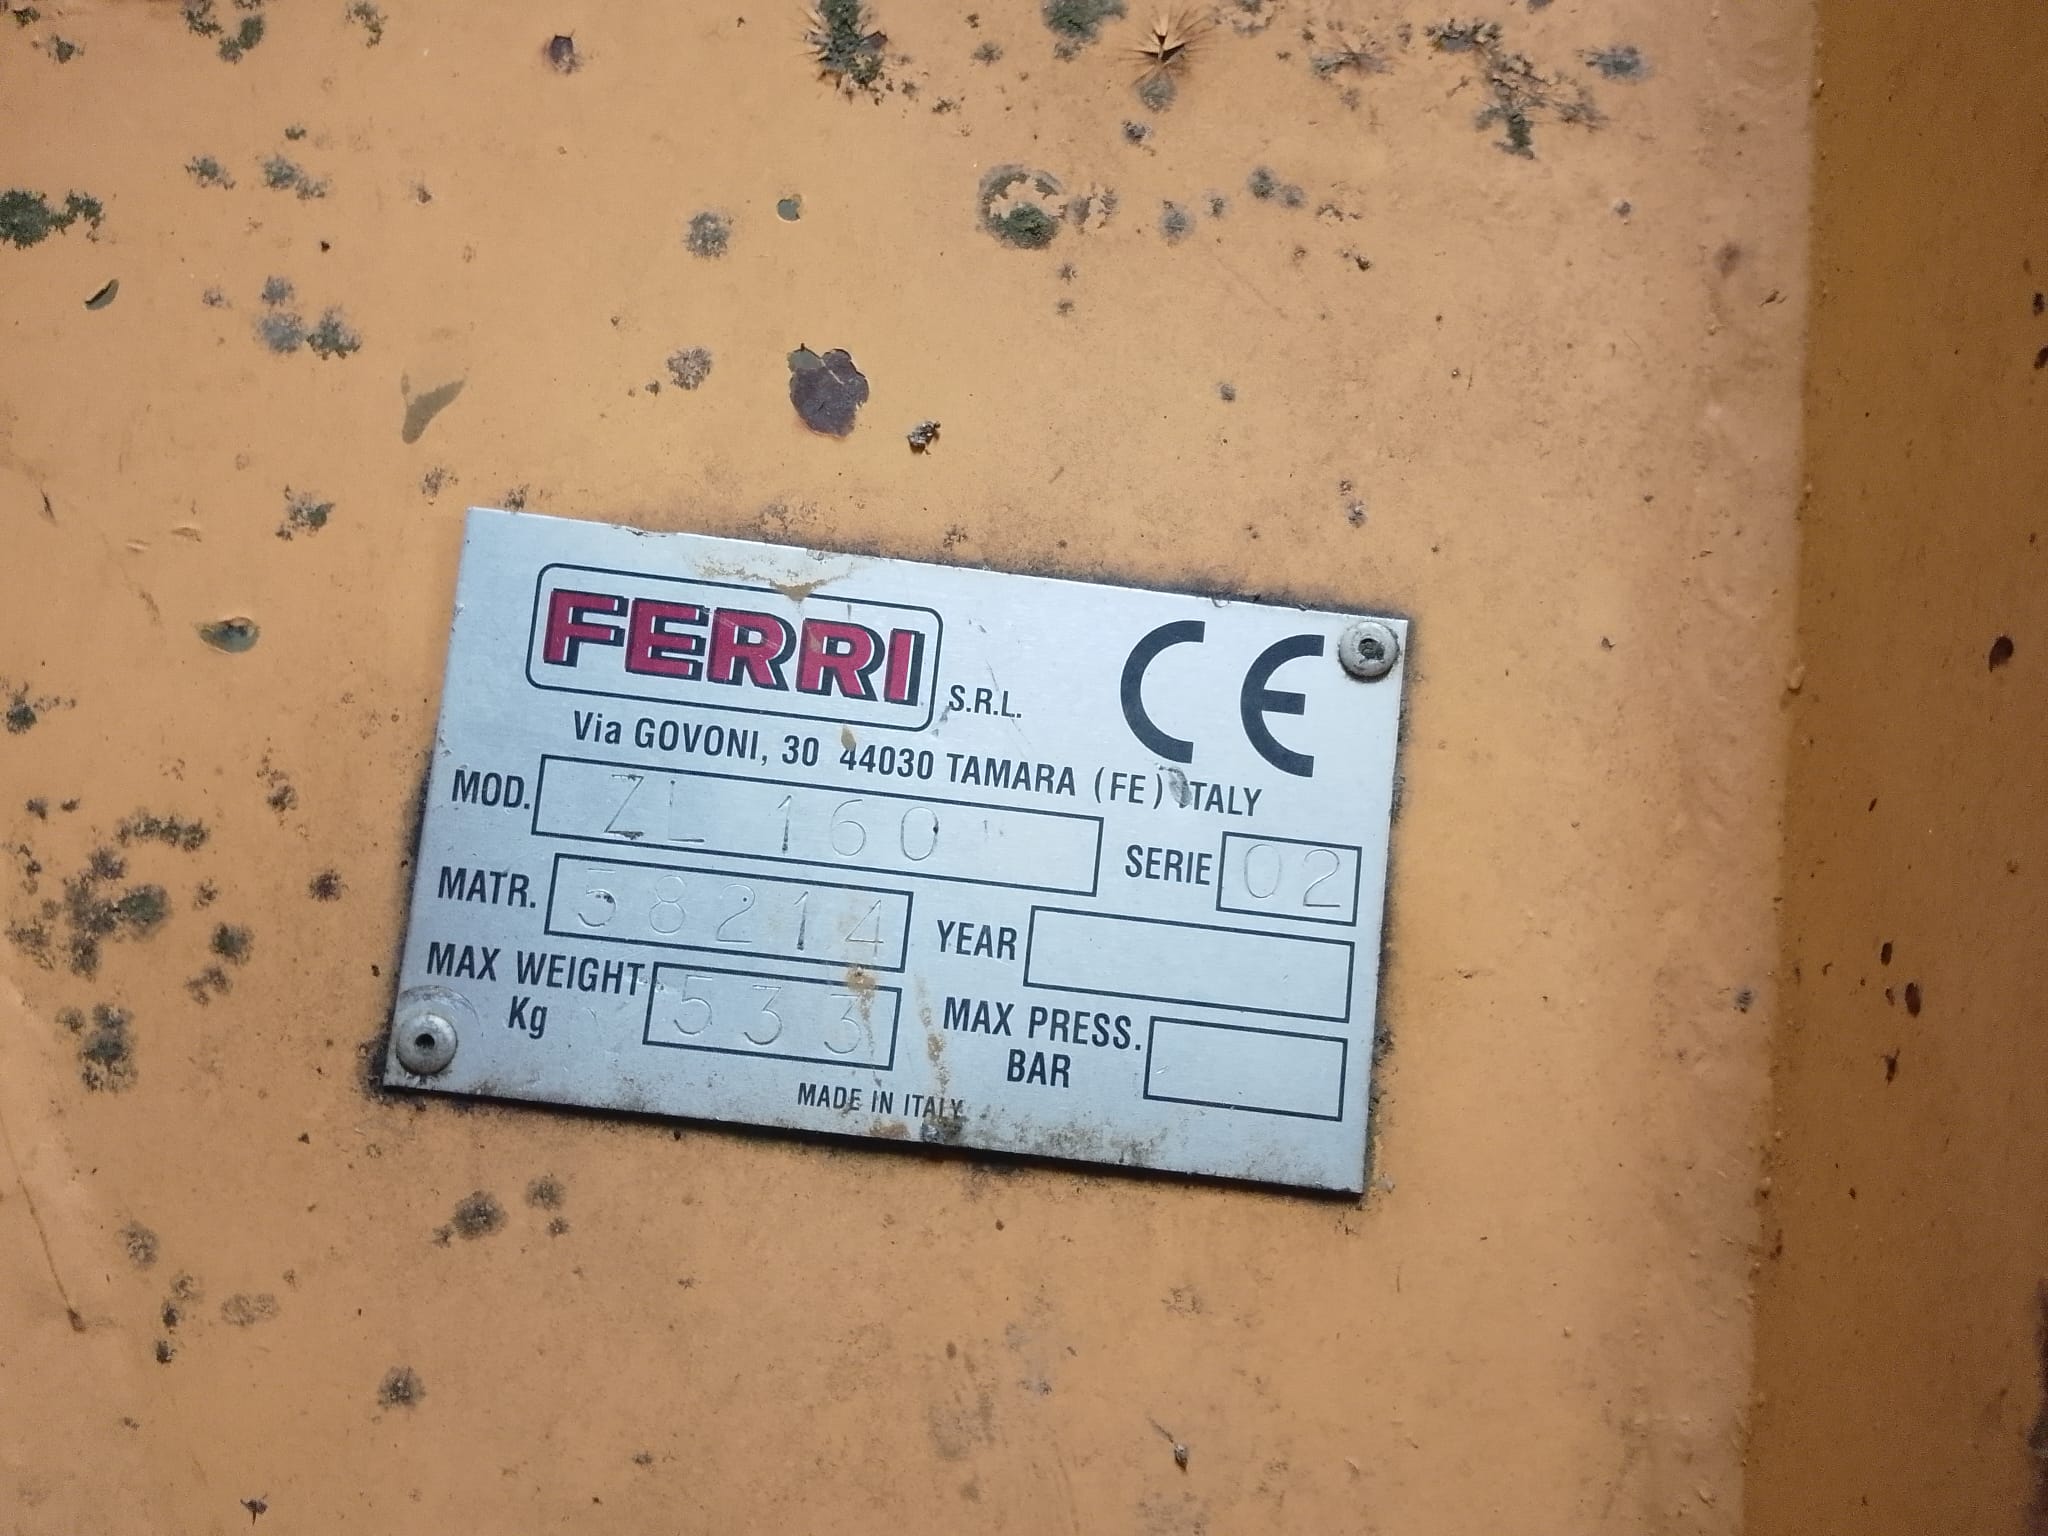 FERRI S.R.L. CE
Via GOVONI, 30 44030 TAMARA (FE) ITALY
MOD. ZL 160 SERIE 02
MATR. 58214 YEAR
MAX WEIGHT Kg 533 MAX PRESS. BAR
MADE IN ITALY